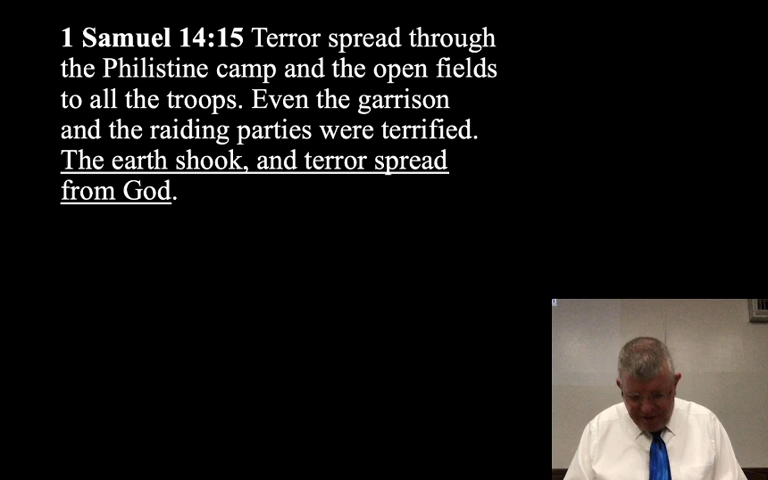 1 Samuel 14:15 Terror spread through
the Philistine camp and the open fields
to all the troops. Even the garrison
and the raiding parties were terrified.
The earth shook, and terror spread
from God.